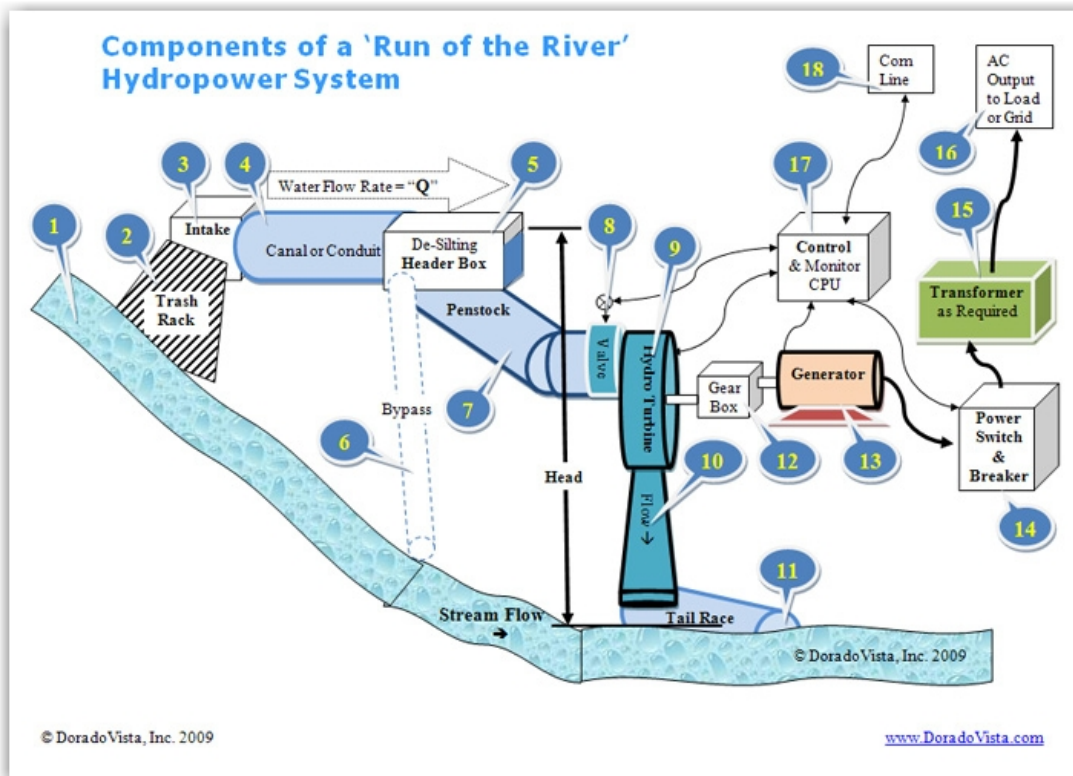 Components of a ‘Run of the River’
Hydropower System
18
Com
Line
AC
Output
to Load
or Grid
16
3
4
Water Flow Rate = “Q”
5
17
1
2
Intake
Canal or Conduit
De-Silting
Header Box
8
9
Control
& Monitor
CPU
15
Transformer
as Required
Trash
Rack
Penstock
Valve
Hydro Turbine
Gear
Box
Generator
7
Bypass
6
12
13
Power
Switch
&
Breaker
14
Head
10
Flow →
11
Stream Flow
→
Tail Race
© DoradoVista, Inc. 2009
© DoradoVista, Inc. 2009
www.DoradoVista.com